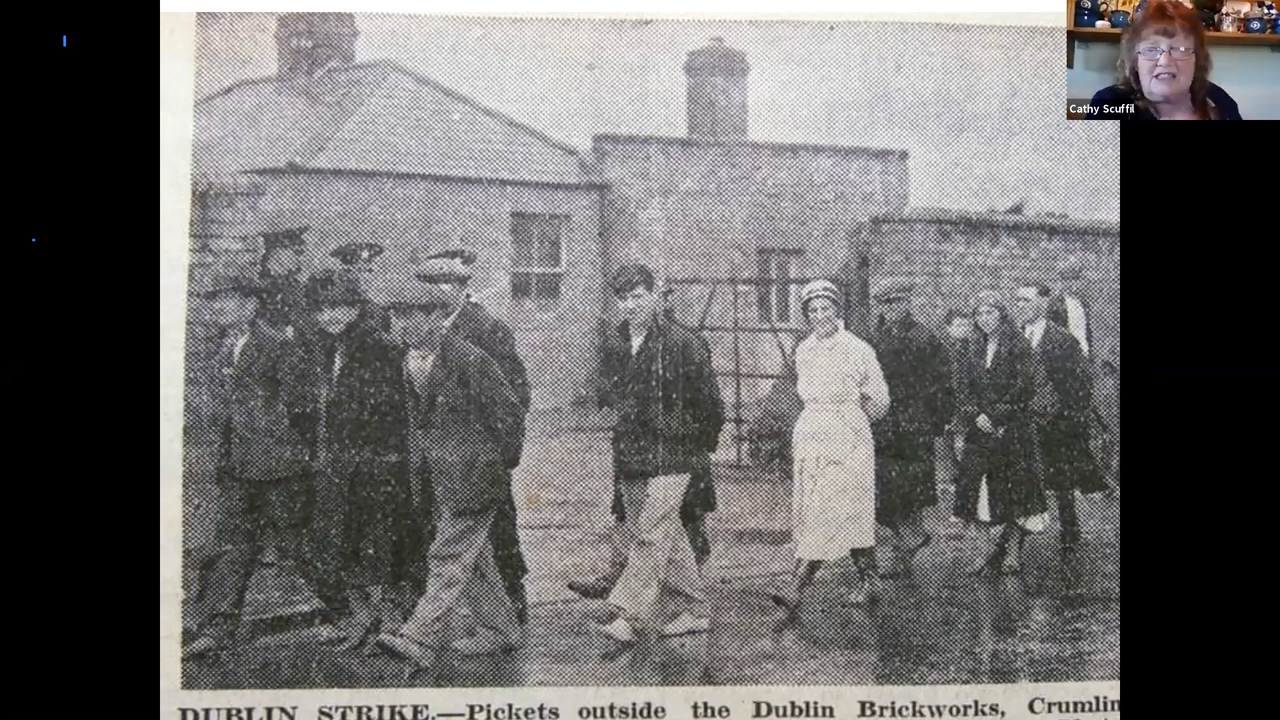 Cathy Scuffil
DUBLIN STRIKE.—Pickets outside the Dublin Brickworks, Crumlin